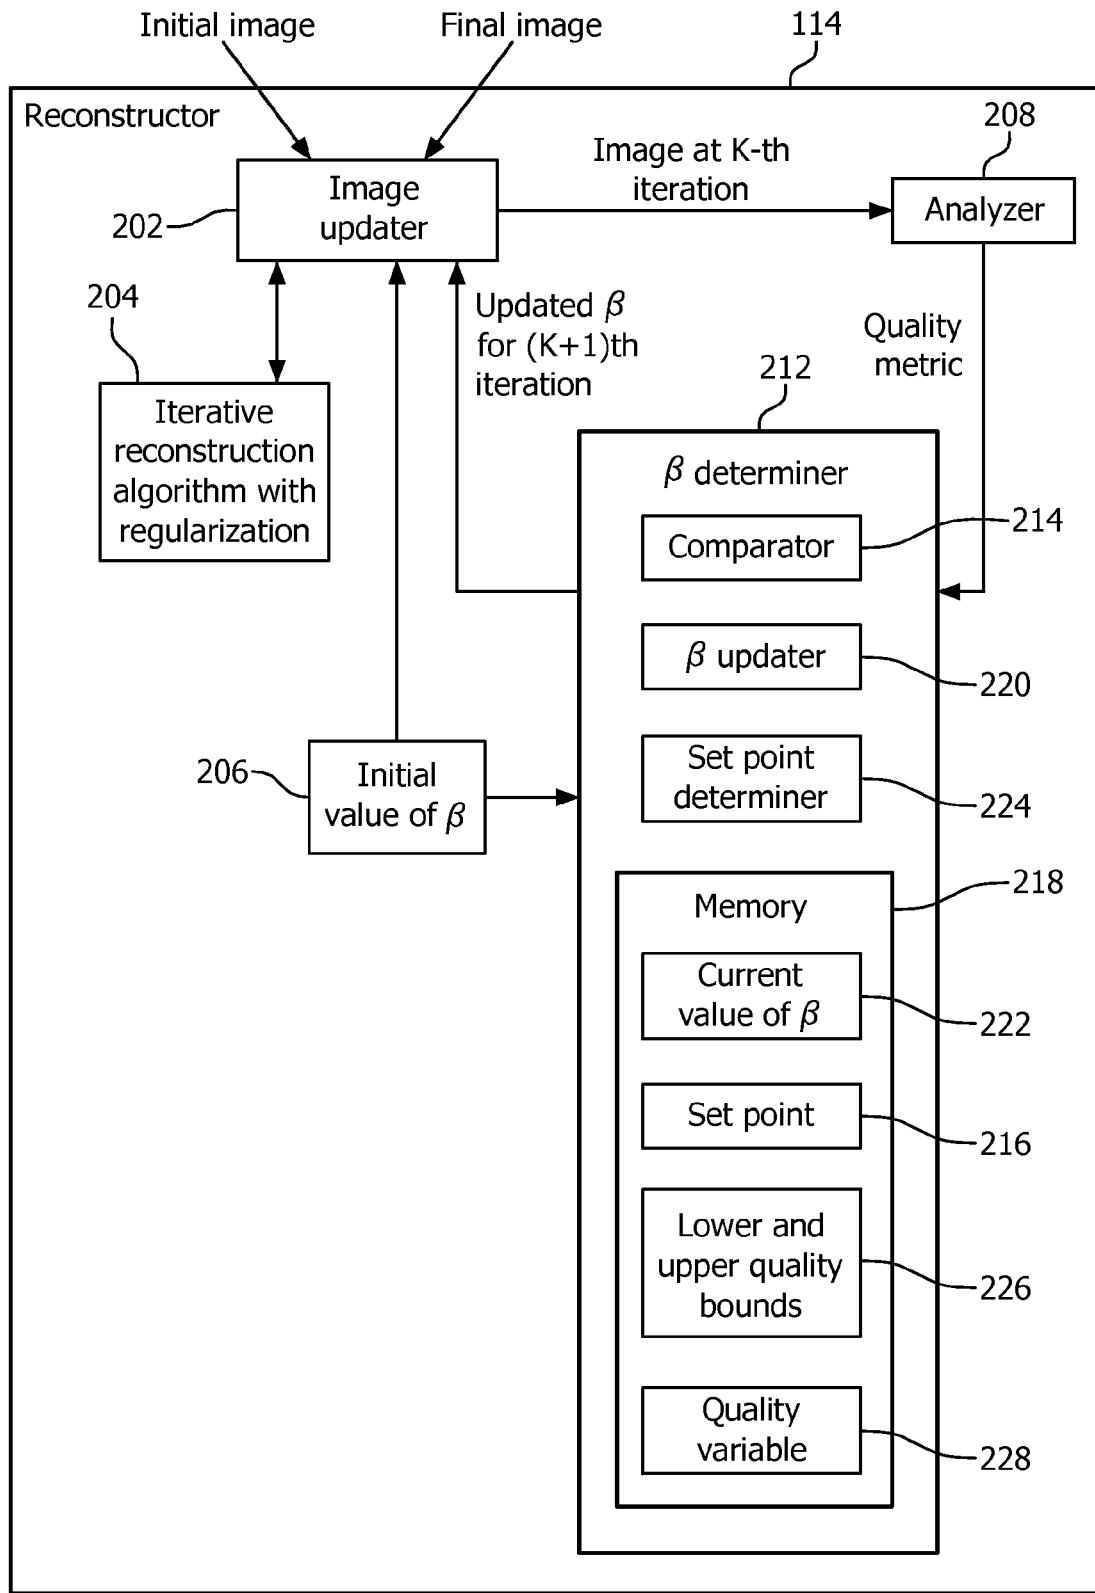 Initial image
Final image
114
Reconstructor
208
Image at K-th
iteration
Image
updater
Analyzer
202
204
Updated β
for (K+1)th
iteration
Quality
metric
212
Iterative
reconstruction
algorithm with
regularization
β determiner
214
Comparator
β updater
220
206
Initial
value of β
Set point
determiner
224
218
Memory
Current
value of β
222
Set point
216
Lower and
upper quality
bounds
226
Quality
variable
228